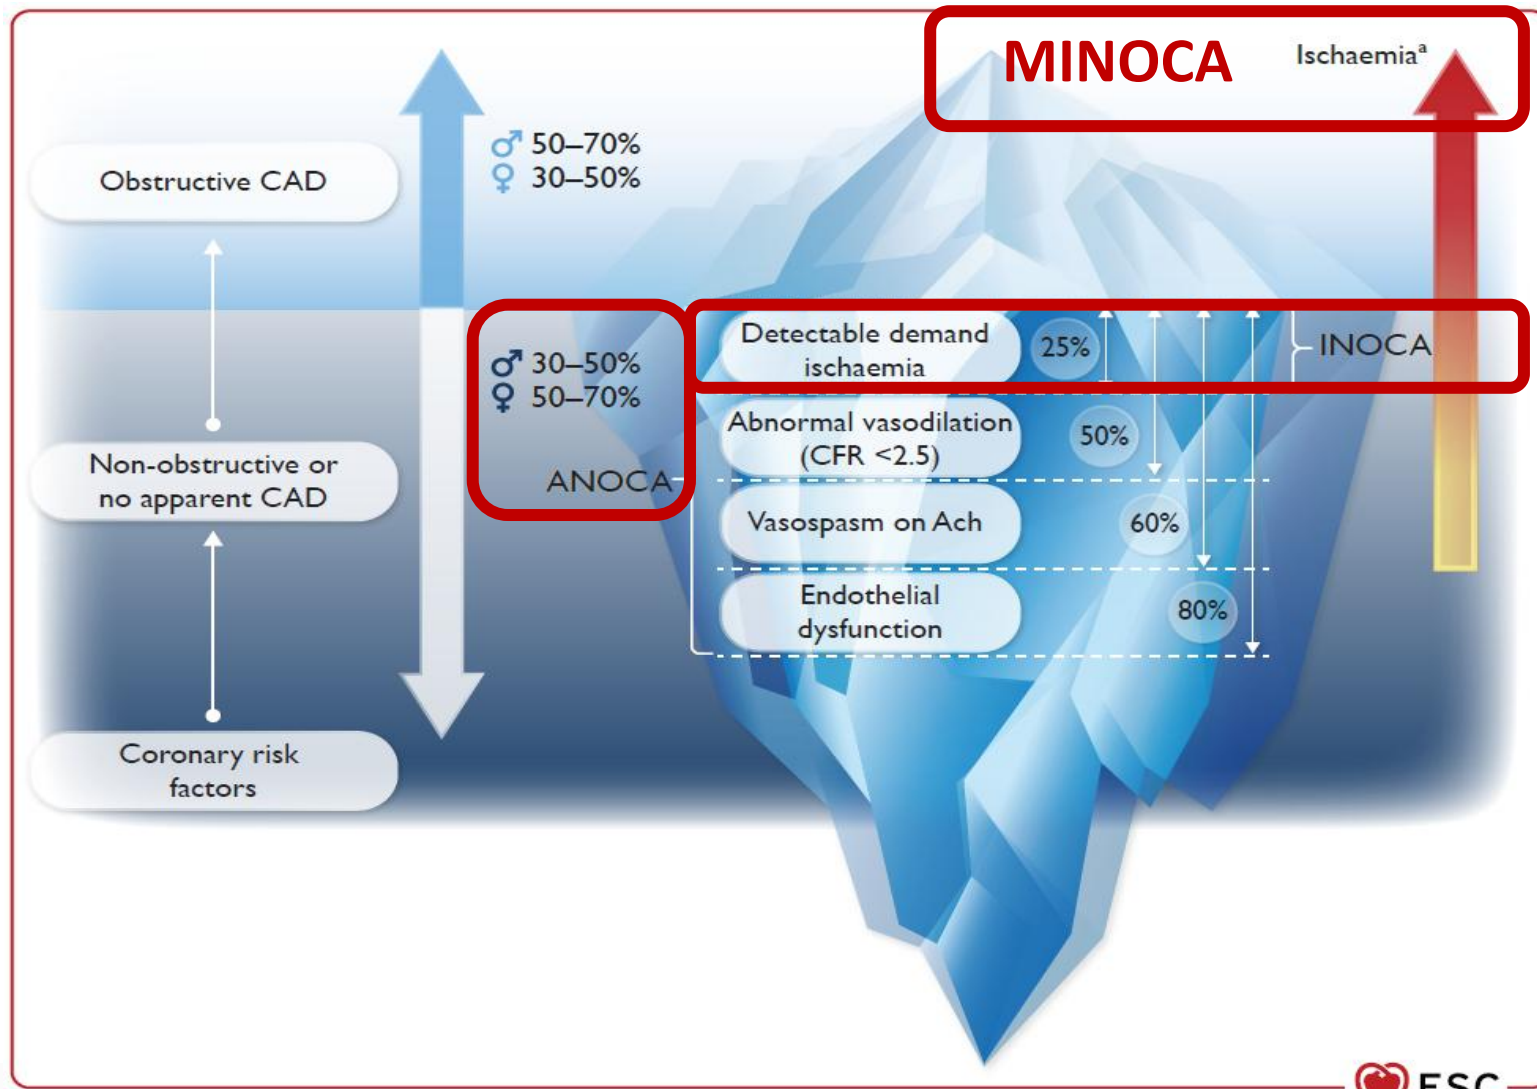 MINOCA
Ischaemiaᵃ
Obstructive CAD
♂ 50–70%
♀ 30–50%
Detectable demand
ischaemia
25%
INOCA
♂ 30–50%
♀ 50–70%
Abnormal vasodilation
(CFR <2.5)
50%
Non-obstructive or
no apparent CAD
ANOCA
Vasospasm on Ach
60%
Endothelial
dysfunction
80%
Coronary risk
factors
ESC